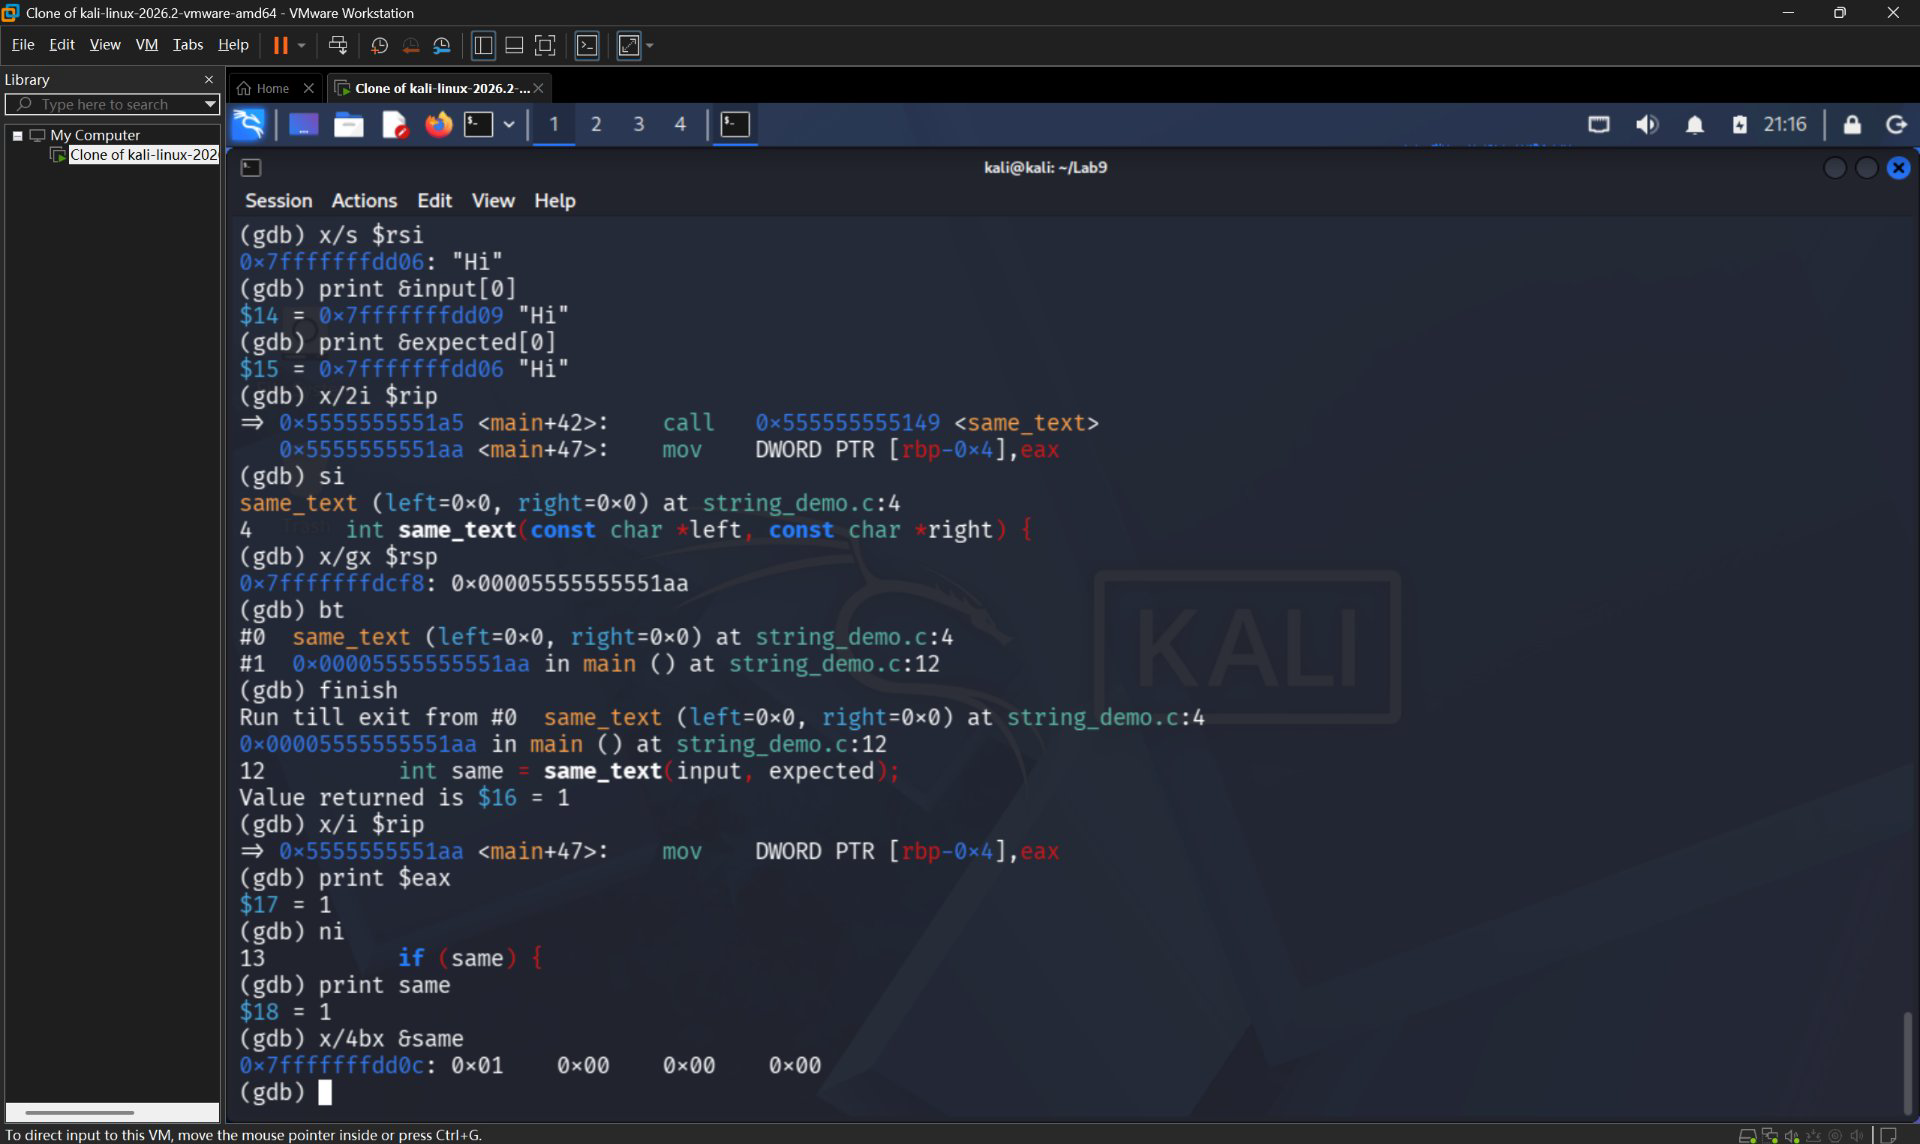 Clone of kali-linux-2026.2-vmware-amd64 - VMware Workstation
File Edit View VM Tabs Help
Library
Type here to search
My Computer
Clone of kali-linux-202
Home
Clone of kali-linux-2026.2-...
1 2 3 4
21:16
kali@kali: ~/Lab9
Session Actions Edit View Help
(gdb) x/s $rsi
0x7fffffffdd06: "Hi"
(gdb) print &input[0]
$14 = 0x7fffffffdd09 "Hi"
(gdb) print &expected[0]
$15 = 0x7fffffffdd06 "Hi"
(gdb) x/2i $rip
=> 0x5555555551a5 <main+42>: call 0x555555555149 <same_text>
0x5555555551aa <main+47>: mov DWORD PTR [rbp-0x4],eax
(gdb) si
same_text (left=0x0, right=0x0) at string_demo.c:4
4 int same_text(const char *left, const char *right) {
(gdb) x/gx $rsp
0x7fffffffdcf8: 0x00005555555551aa
(gdb) bt
#0 same_text (left=0x0, right=0x0) at string_demo.c:4
#1 0x00005555555551aa in main () at string_demo.c:12
(gdb) finish
Run till exit from #0 same_text (left=0x0, right=0x0) at string_demo.c:4
0x00005555555551aa in main () at string_demo.c:12
12 int same = same_text(input, expected);
Value returned is $16 = 1
(gdb) x/i $rip
=> 0x5555555551aa <main+47>: mov DWORD PTR [rbp-0x4],eax
(gdb) print $eax
$17 = 1
(gdb) ni
13 if (same) {
(gdb) print same
$18 = 1
(gdb) x/4bx &same
0x7fffffffdd0c: 0x01 0x00 0x00 0x00
(gdb)
KALI
To direct input to this VM, move the mouse pointer inside or press Ctrl+G.